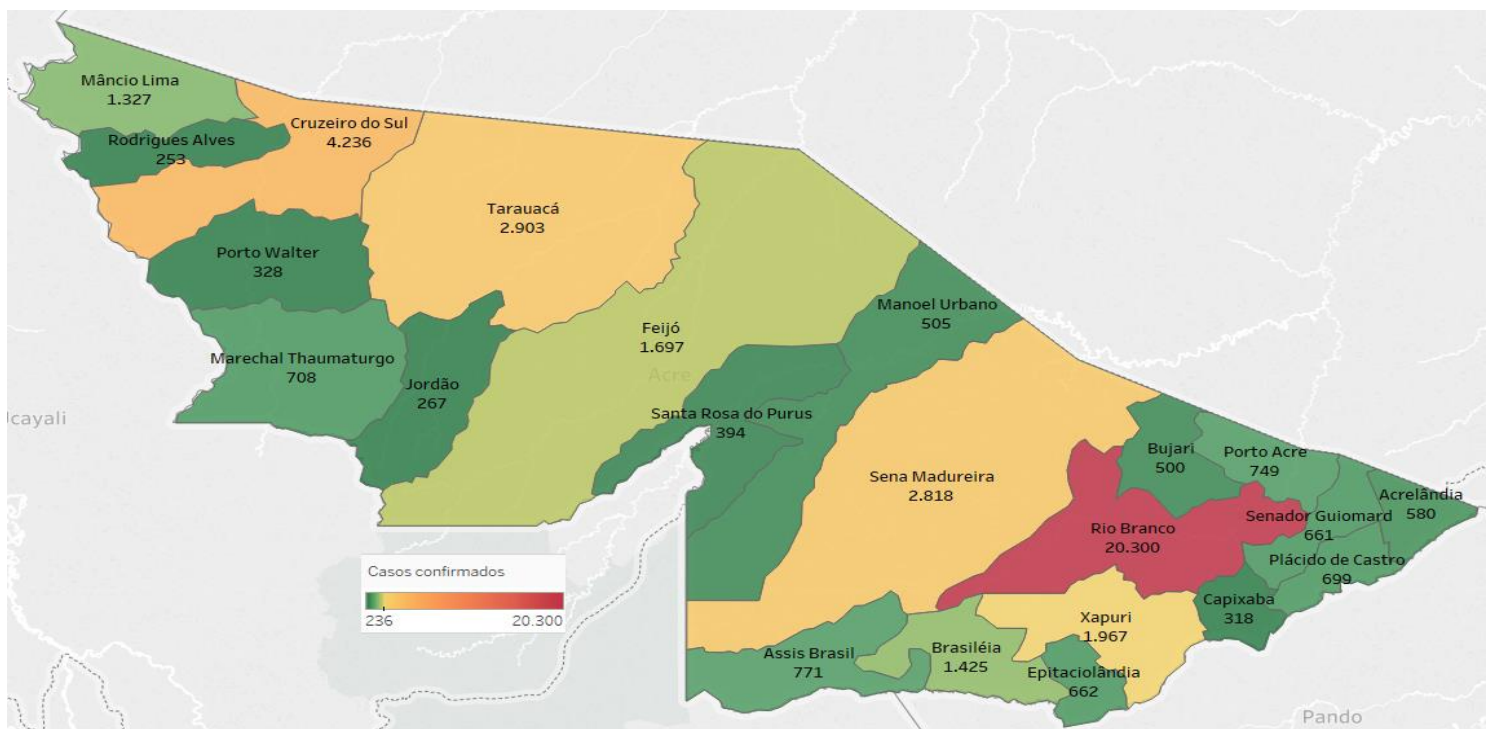 Mâncio Lima
1.327
Rodrigues Alves
253
Cruzeiro do Sul
4.236
Tarauacá
2.903
Porto Walter
328
Marechal Thaumaturgo
708
Jordão
267
Feijó
1.697
Acre
Manoel Urbano
505
Santa Rosa do Purus
394
Sena Madureira
2.818
Bujari
500
Porto Acre
749
Acrelândia
580
Senador Guiomard
661
Rio Branco
20.300
Plácido de Castro
699
Capixaba
318
Xapuri
1.967
Assis Brasil
771
Brasiléia
1.425
Epitaciolândia
662
Ucayali
Pando
Casos confirmados
236
20.300